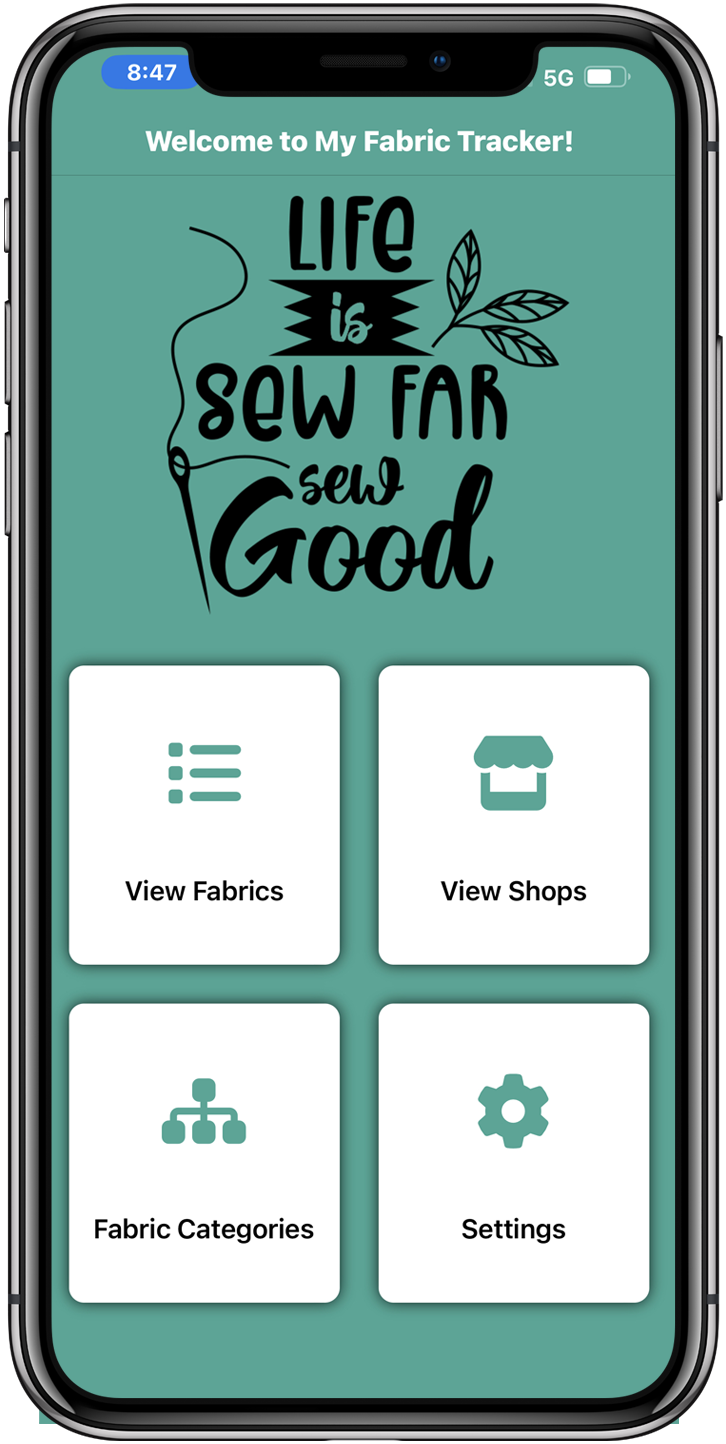 8:47
5G
Welcome to My Fabric Tracker!
LIFE
is
SEW FAR
sew
Good
View Fabrics
View Shops
Fabric Categories
Settings